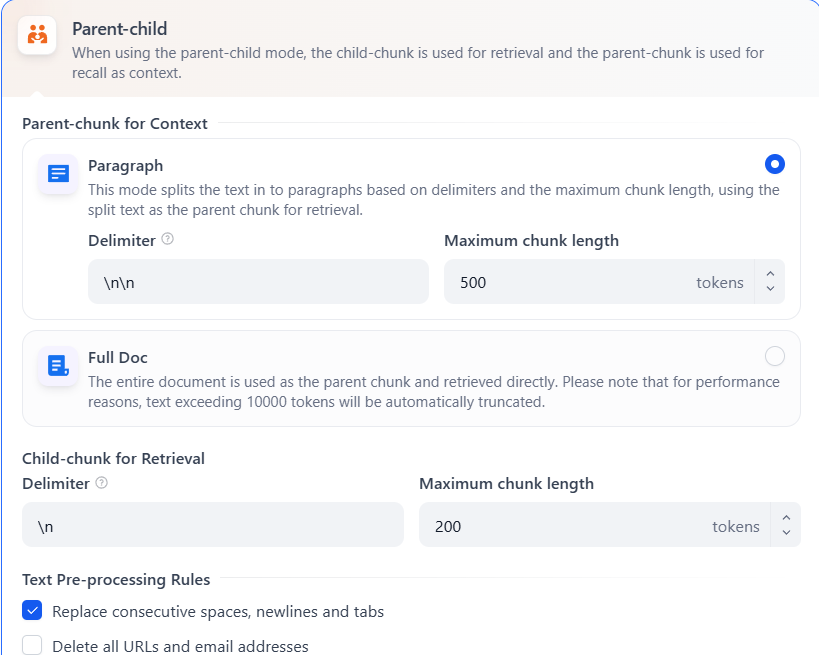 Parent-child
When using the parent-child mode, the child-chunk is used for retrieval and the parent-chunk is used for
recall as context.
Parent-chunk for Context
Paragraph
This mode splits the text in to paragraphs based on delimiters and the maximum chunk length, using the
split text as the parent chunk for retrieval.
Delimiter ? Maximum chunk length
\n\n 500 tokens
Full Doc
The entire document is used as the parent chunk and retrieved directly. Please note that for performance
reasons, text exceeding 10000 tokens will be automatically truncated.
Child-chunk for Retrieval
Delimiter ? Maximum chunk length
\n 200 tokens
Text Pre-processing Rules
Replace consecutive spaces, newlines and tabs
Delete all URLs and email addresses